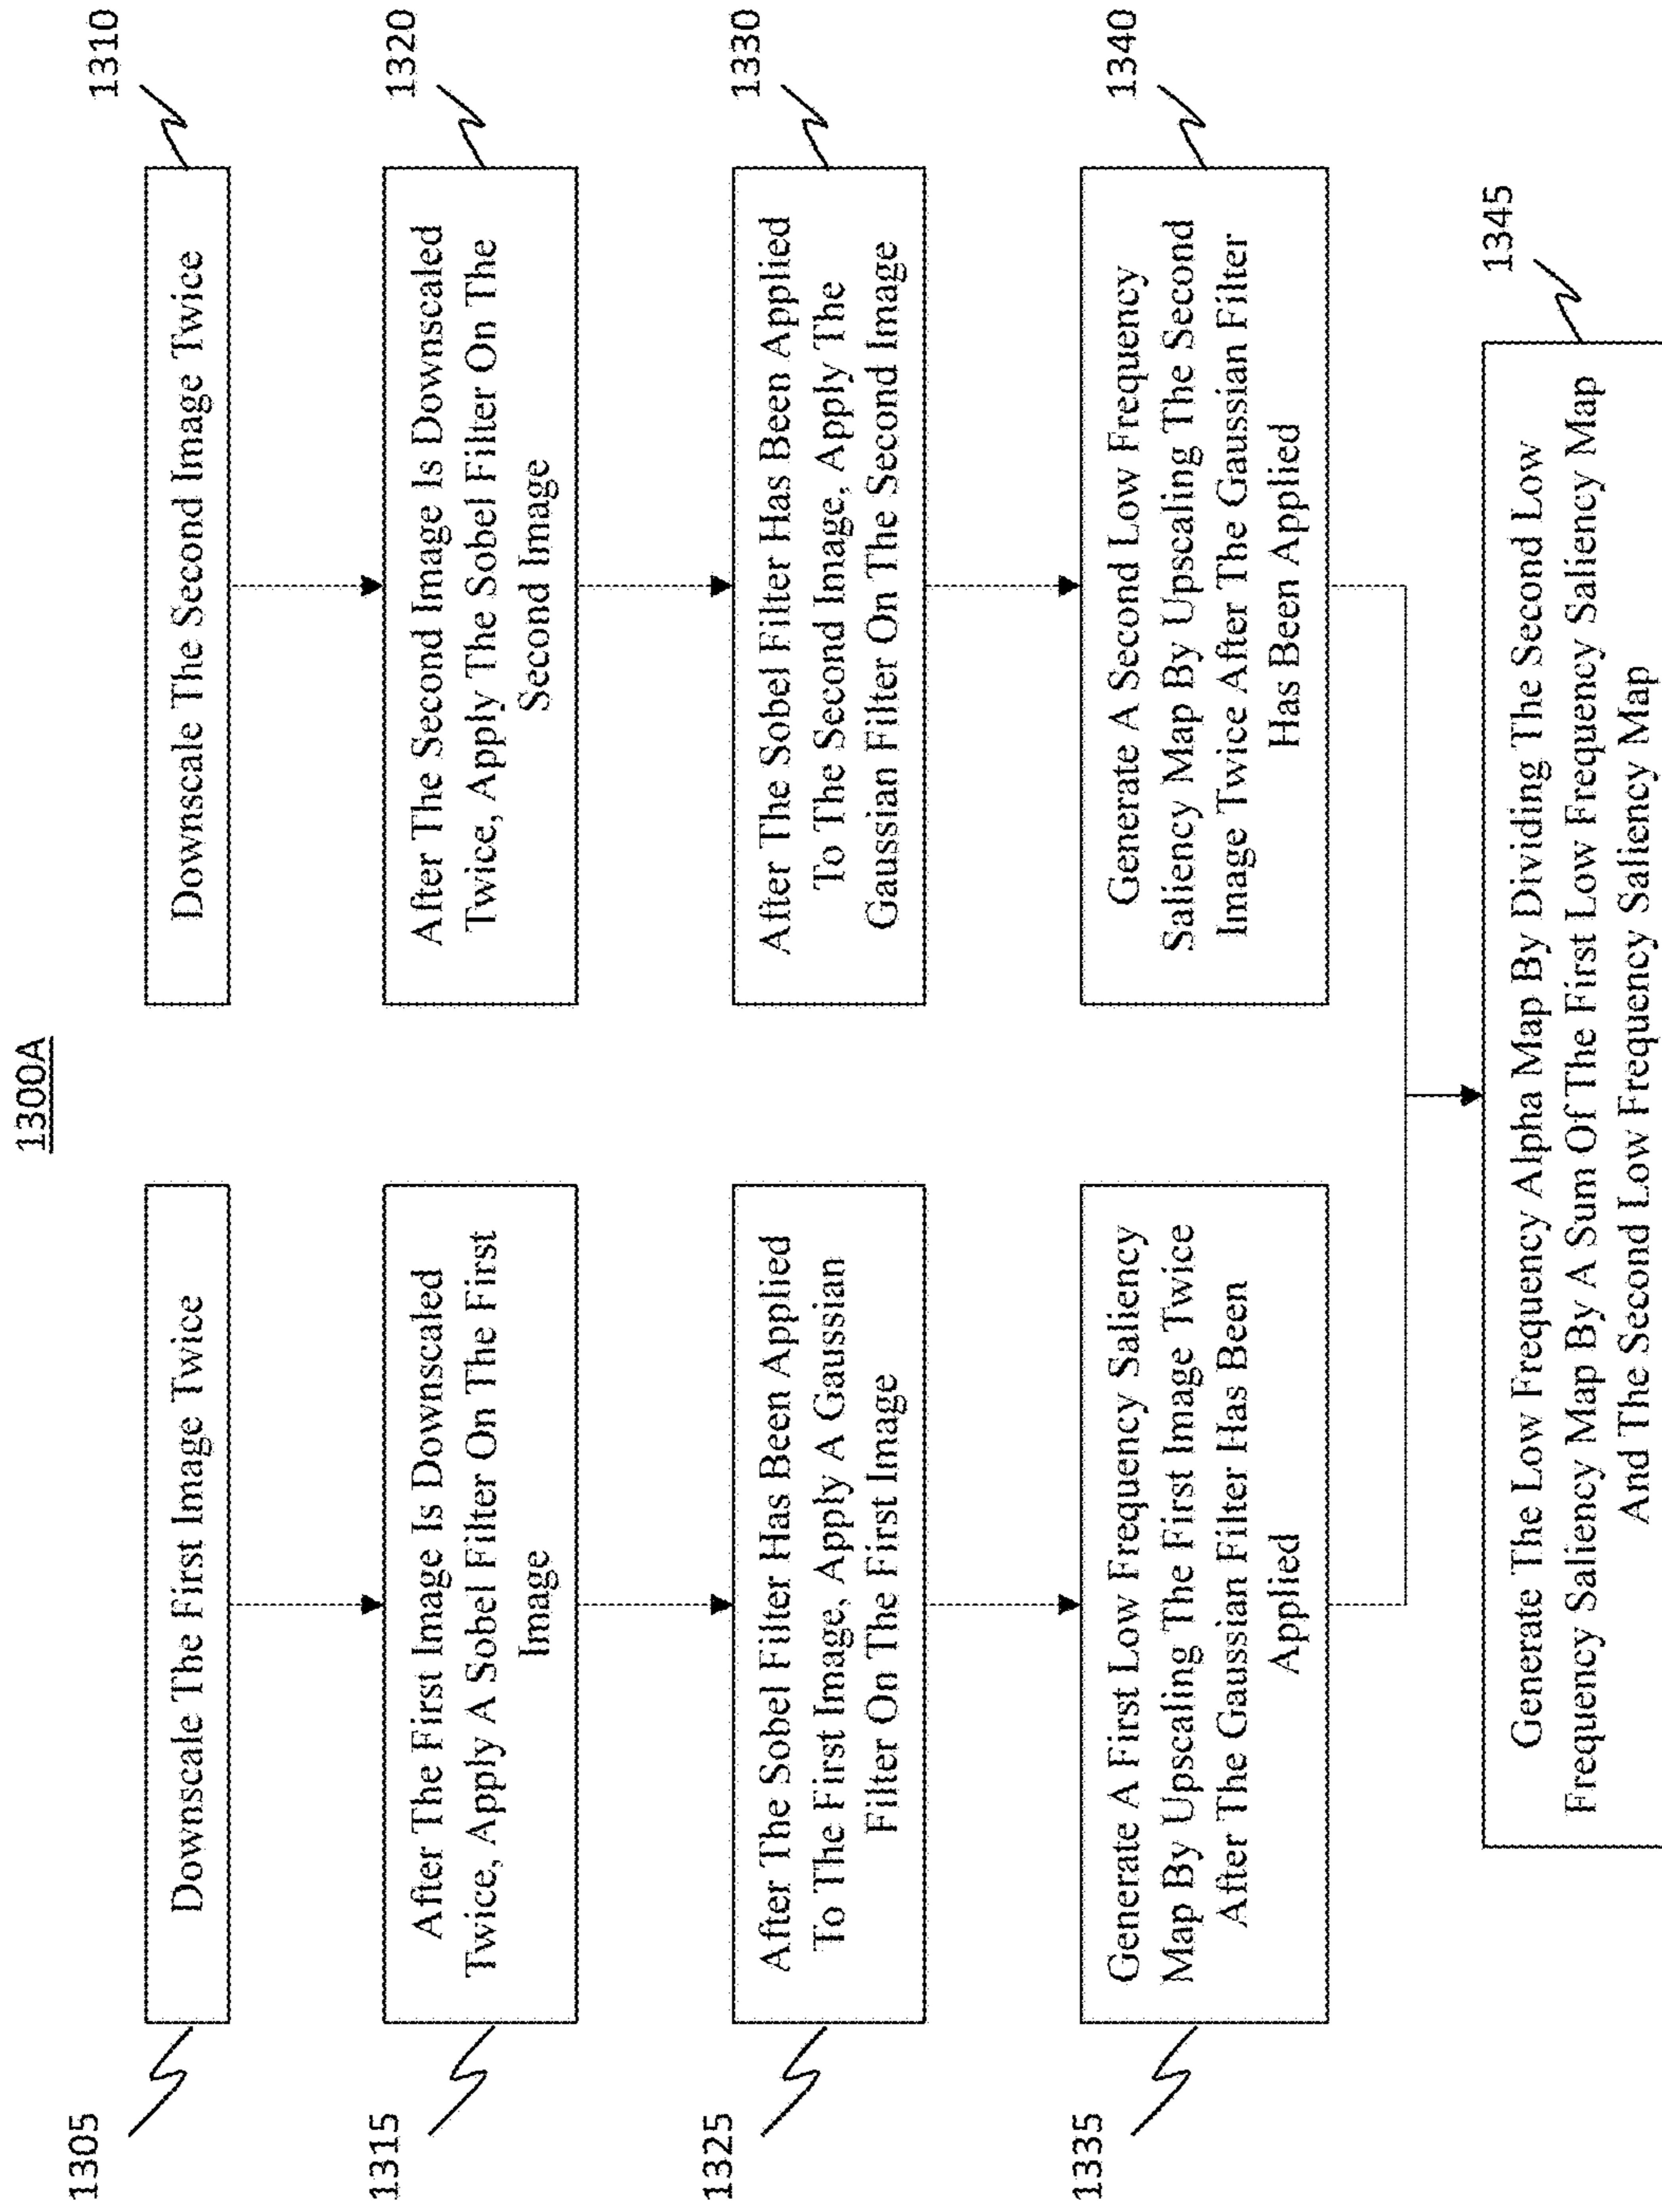 1300A
1305
Downscale The First Image Twice
1310
Downscale The Second Image Twice
1315
After The First Image Is Downscaled
Twice, Apply A Sobel Filter On The First
Image
1320
After The Second Image Is Downscaled
Twice, Apply The Sobel Filter On The
Second Image
1325
After The Sobel Filter Has Been Applied
To The First Image, Apply A Gaussian
Filter On The First Image
1330
After The Sobel Filter Has Been Applied
To The Second Image, Apply The
Gaussian Filter On The Second Image
1335
Generate A First Low Frequency Saliency
Map By Upscaling The First Image Twice
After The Gaussian Filter Has Been
Applied
1340
Generate A Second Low Frequency
Saliency Map By Upscaling The Second
Image Twice After The Gaussian Filter
Has Been Applied
1345
Generate The Low Frequency Alpha Map By Dividing The Second Low
Frequency Saliency Map By A Sum Of The First Low Frequency Saliency Map
And The Second Low Frequency Saliency Map